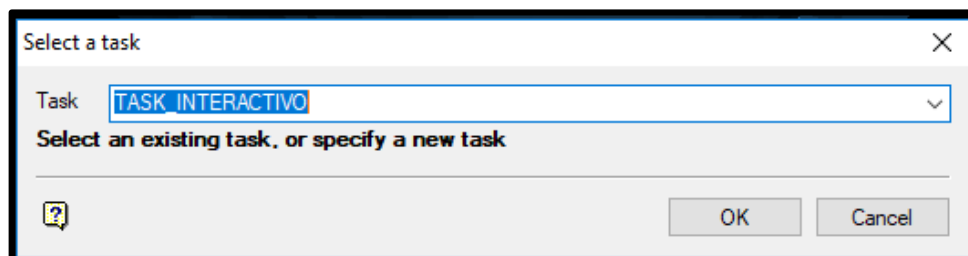 Select a task
Task TASK_INTERACTIVO
Select an existing task, or specify a new task
? OK Cancel